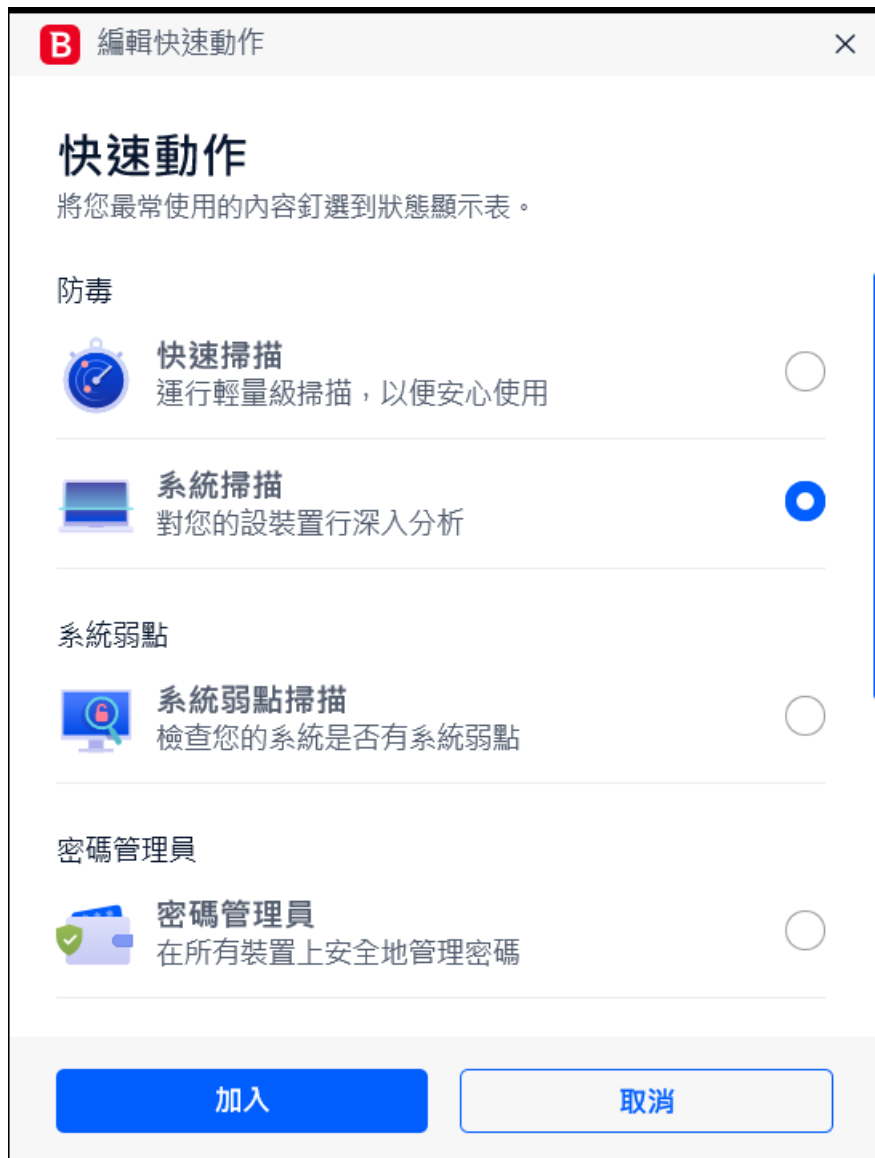 B 編輯快速動作
快速動作
將您最常使用的內容釘選到狀態顯示表。
防毒
快速掃描
運行輕量級掃描，以便安心使用
系統掃描
對您的設裝置行深入分析
系統弱點
系統弱點掃描
檢查您的系統是否有系統弱點
密碼管理員
密碼管理員
在所有裝置上安全地管理密碼
加入
取消